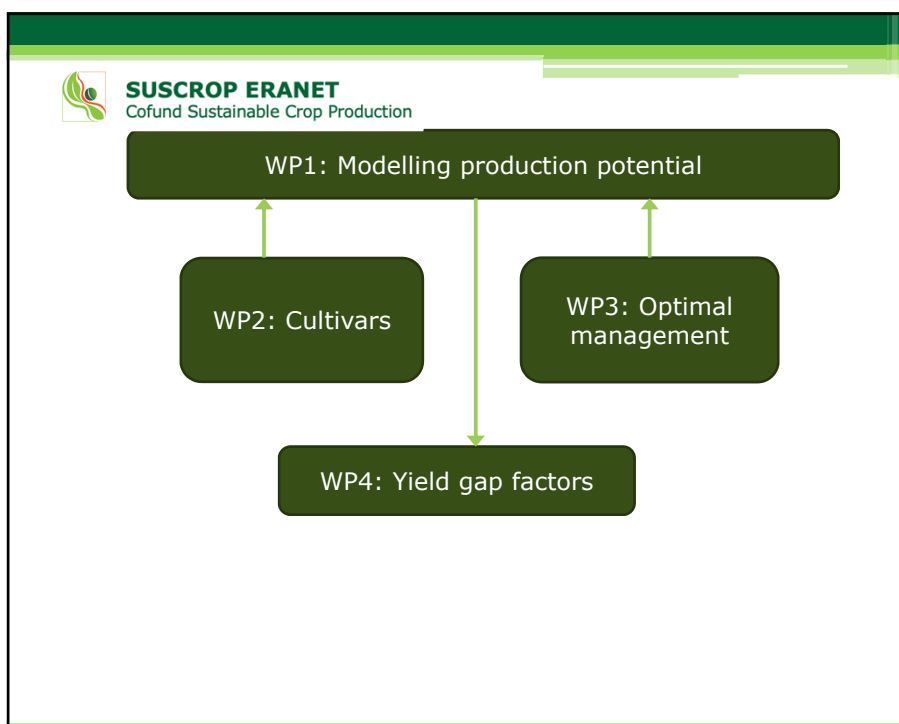 SUSCROP ERANET
Cofund Sustainable Crop Production
WP1: Modelling production potential
WP2: Cultivars
WP3: Optimal
management
WP4: Yield gap factors